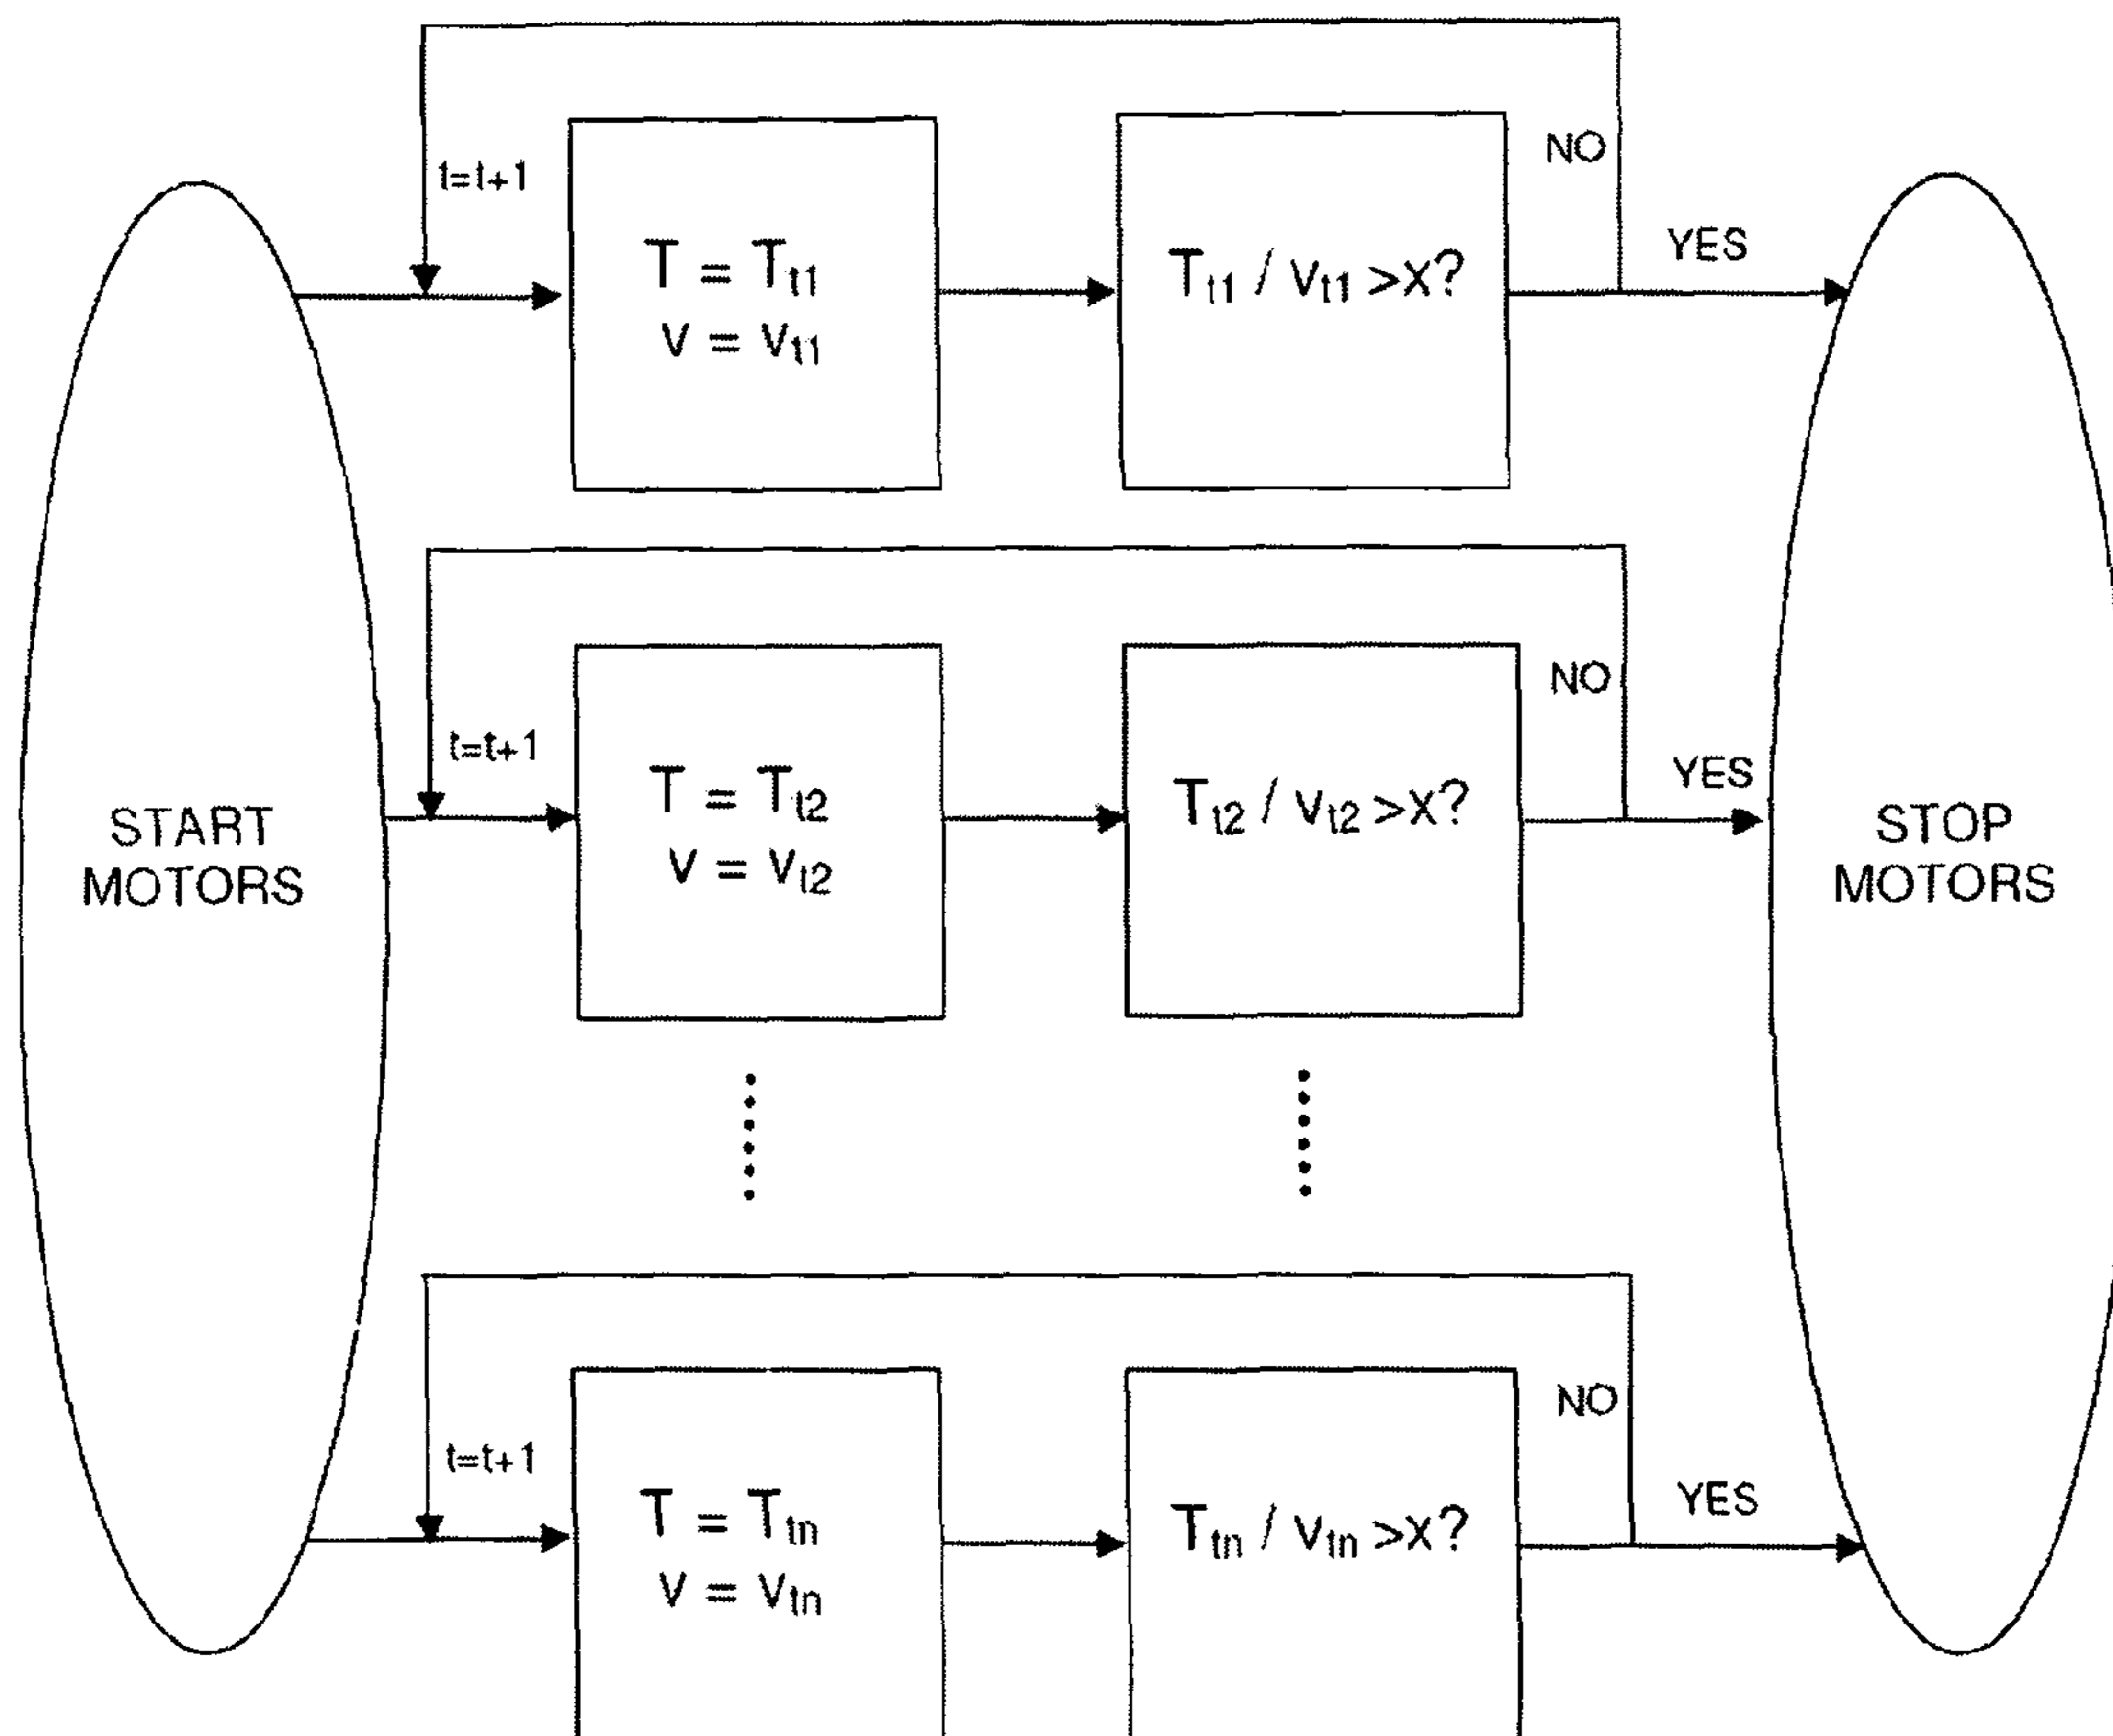 t=t+1
NO
YES
T = Tt1
v = vt1
Tt1 / vt1 >x?
START
MOTORS
t=t+1
NO
YES
T = Tt2
v = vt2
Tt2 / vt2 >x?
STOP
MOTORS
t=t+1
NO
YES
T = Ttn
v = vtn
Ttn / vtn >x?